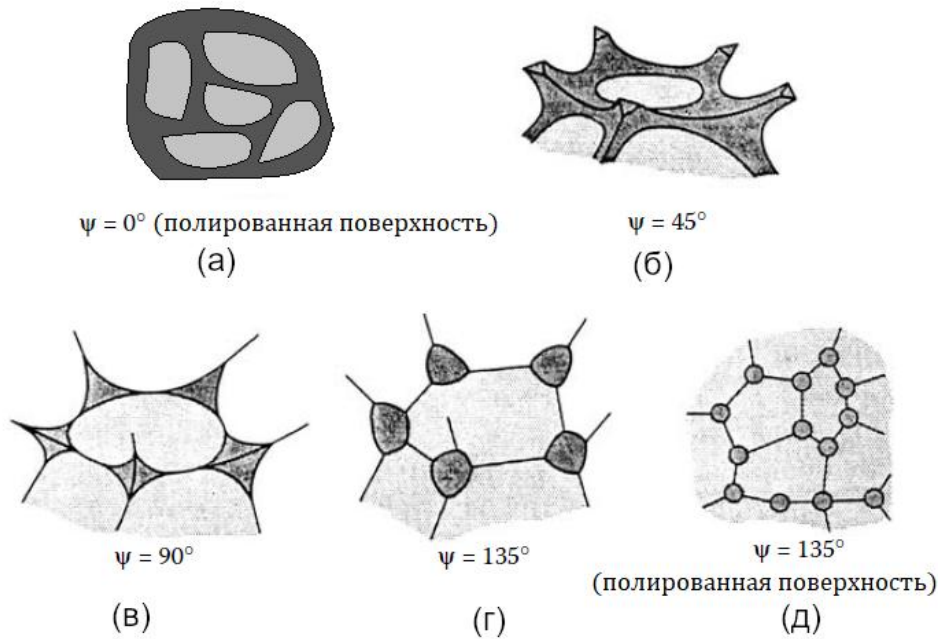 ψ = 0° (полированная поверхность)
(а)
ψ = 45°
(б)
ψ = 90°
(в)
ψ = 135°
(г)
ψ = 135°
(полированная поверхность)
(д)